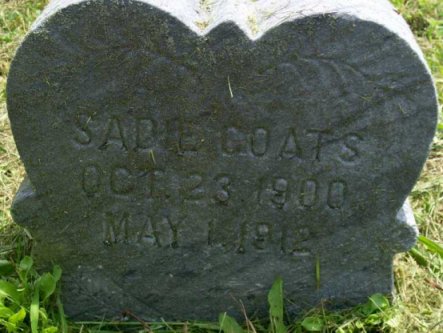 SADIE COATS
OCT. 23. 1900
MAY 1. 1912